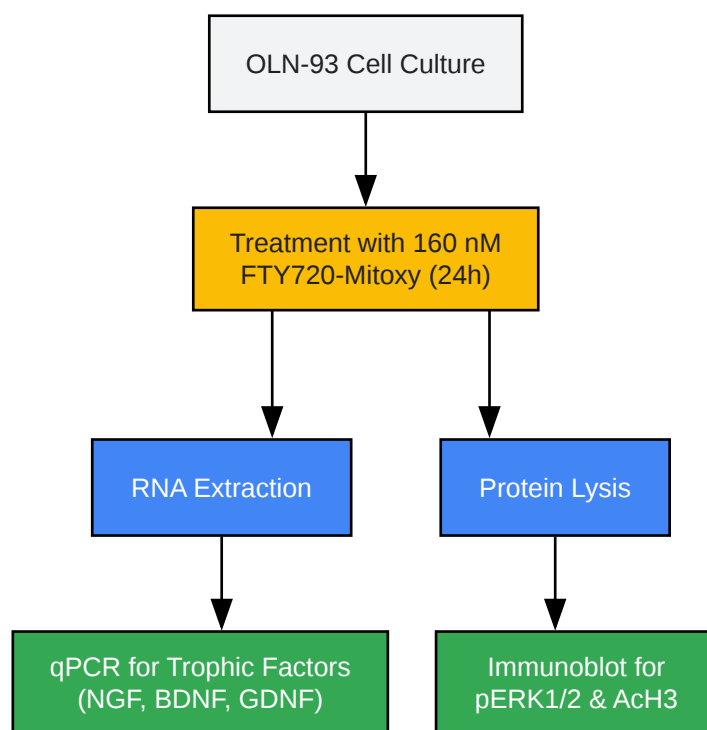 OLN-93 Cell Culture
Treatment with 160 nM
FTY720-Mitoxy (24h)
RNA Extraction
Protein Lysis
qPCR for Trophic Factors
(NGF, BDNF, GDNF)
Immunoblot for
pERK1/2 & AcH3